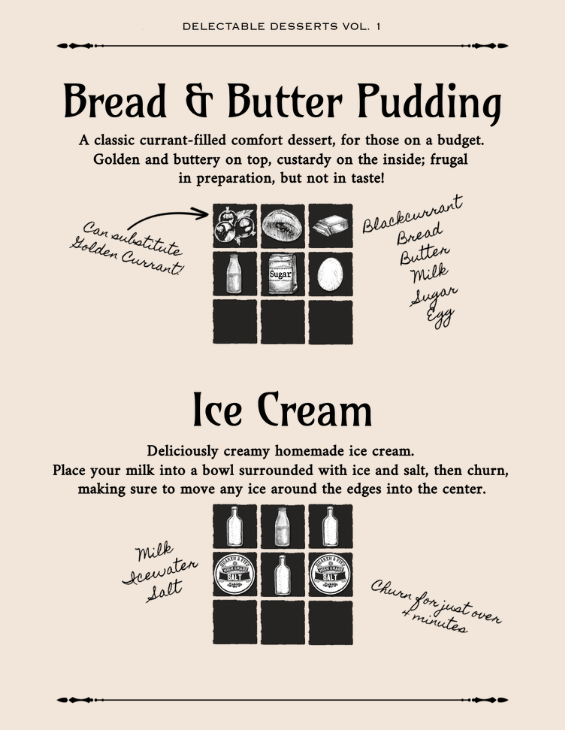 DELECTABLE DESSERTS VOL. 1
Bread & Butter Pudding
A classic currant-filled comfort dessert, for those on a budget.
Golden and buttery on top, custardy on the inside; frugal
in preparation, but not in taste!
Can substitute
Golden Currant!
Sugar
Blackcurrant
Bread
Butter
Milk
Sugar
Egg
Ice Cream
Deliciously creamy homemade ice cream.
Place your milk into a bowl surrounded with ice and salt, then churn,
making sure to move any ice around the edges into the center.
Milk
Icewater
Salt
SALT
SALT
Churn for just over
4 minutes